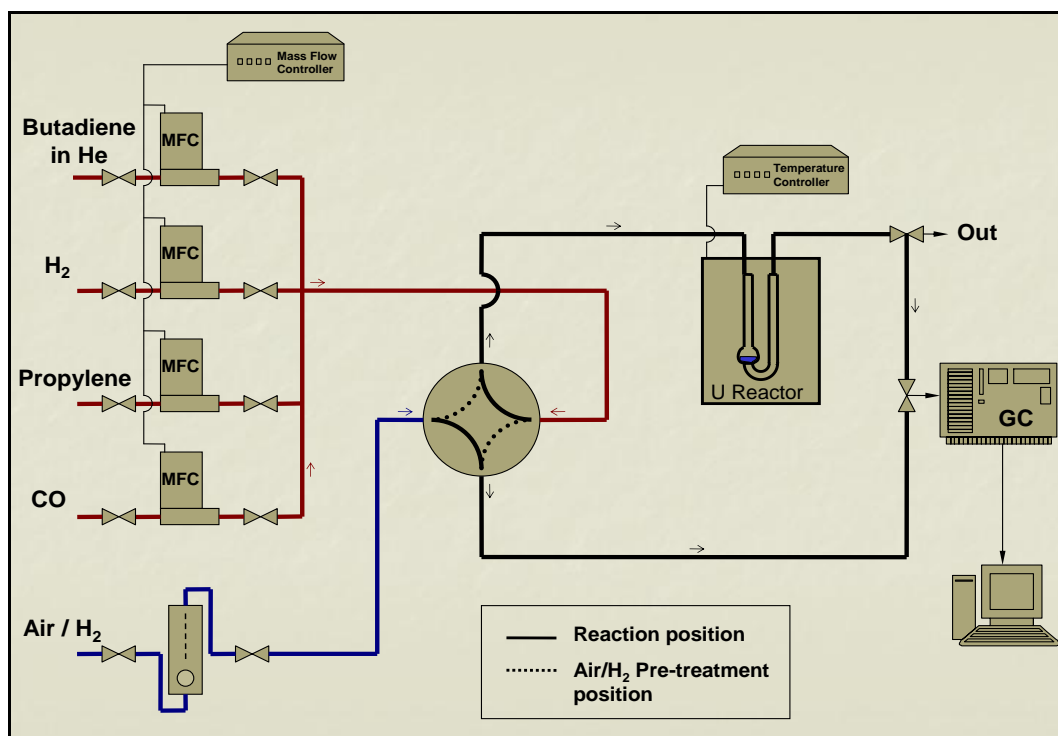 Mass Flow
Controller
Butadiene
in He
MFC
Temperature
Controller
H₂
MFC
Out
Propylene
MFC
U Reactor
GC
CO
MFC
Air / H₂
Reaction position
Air/H₂ Pre-treatment
position